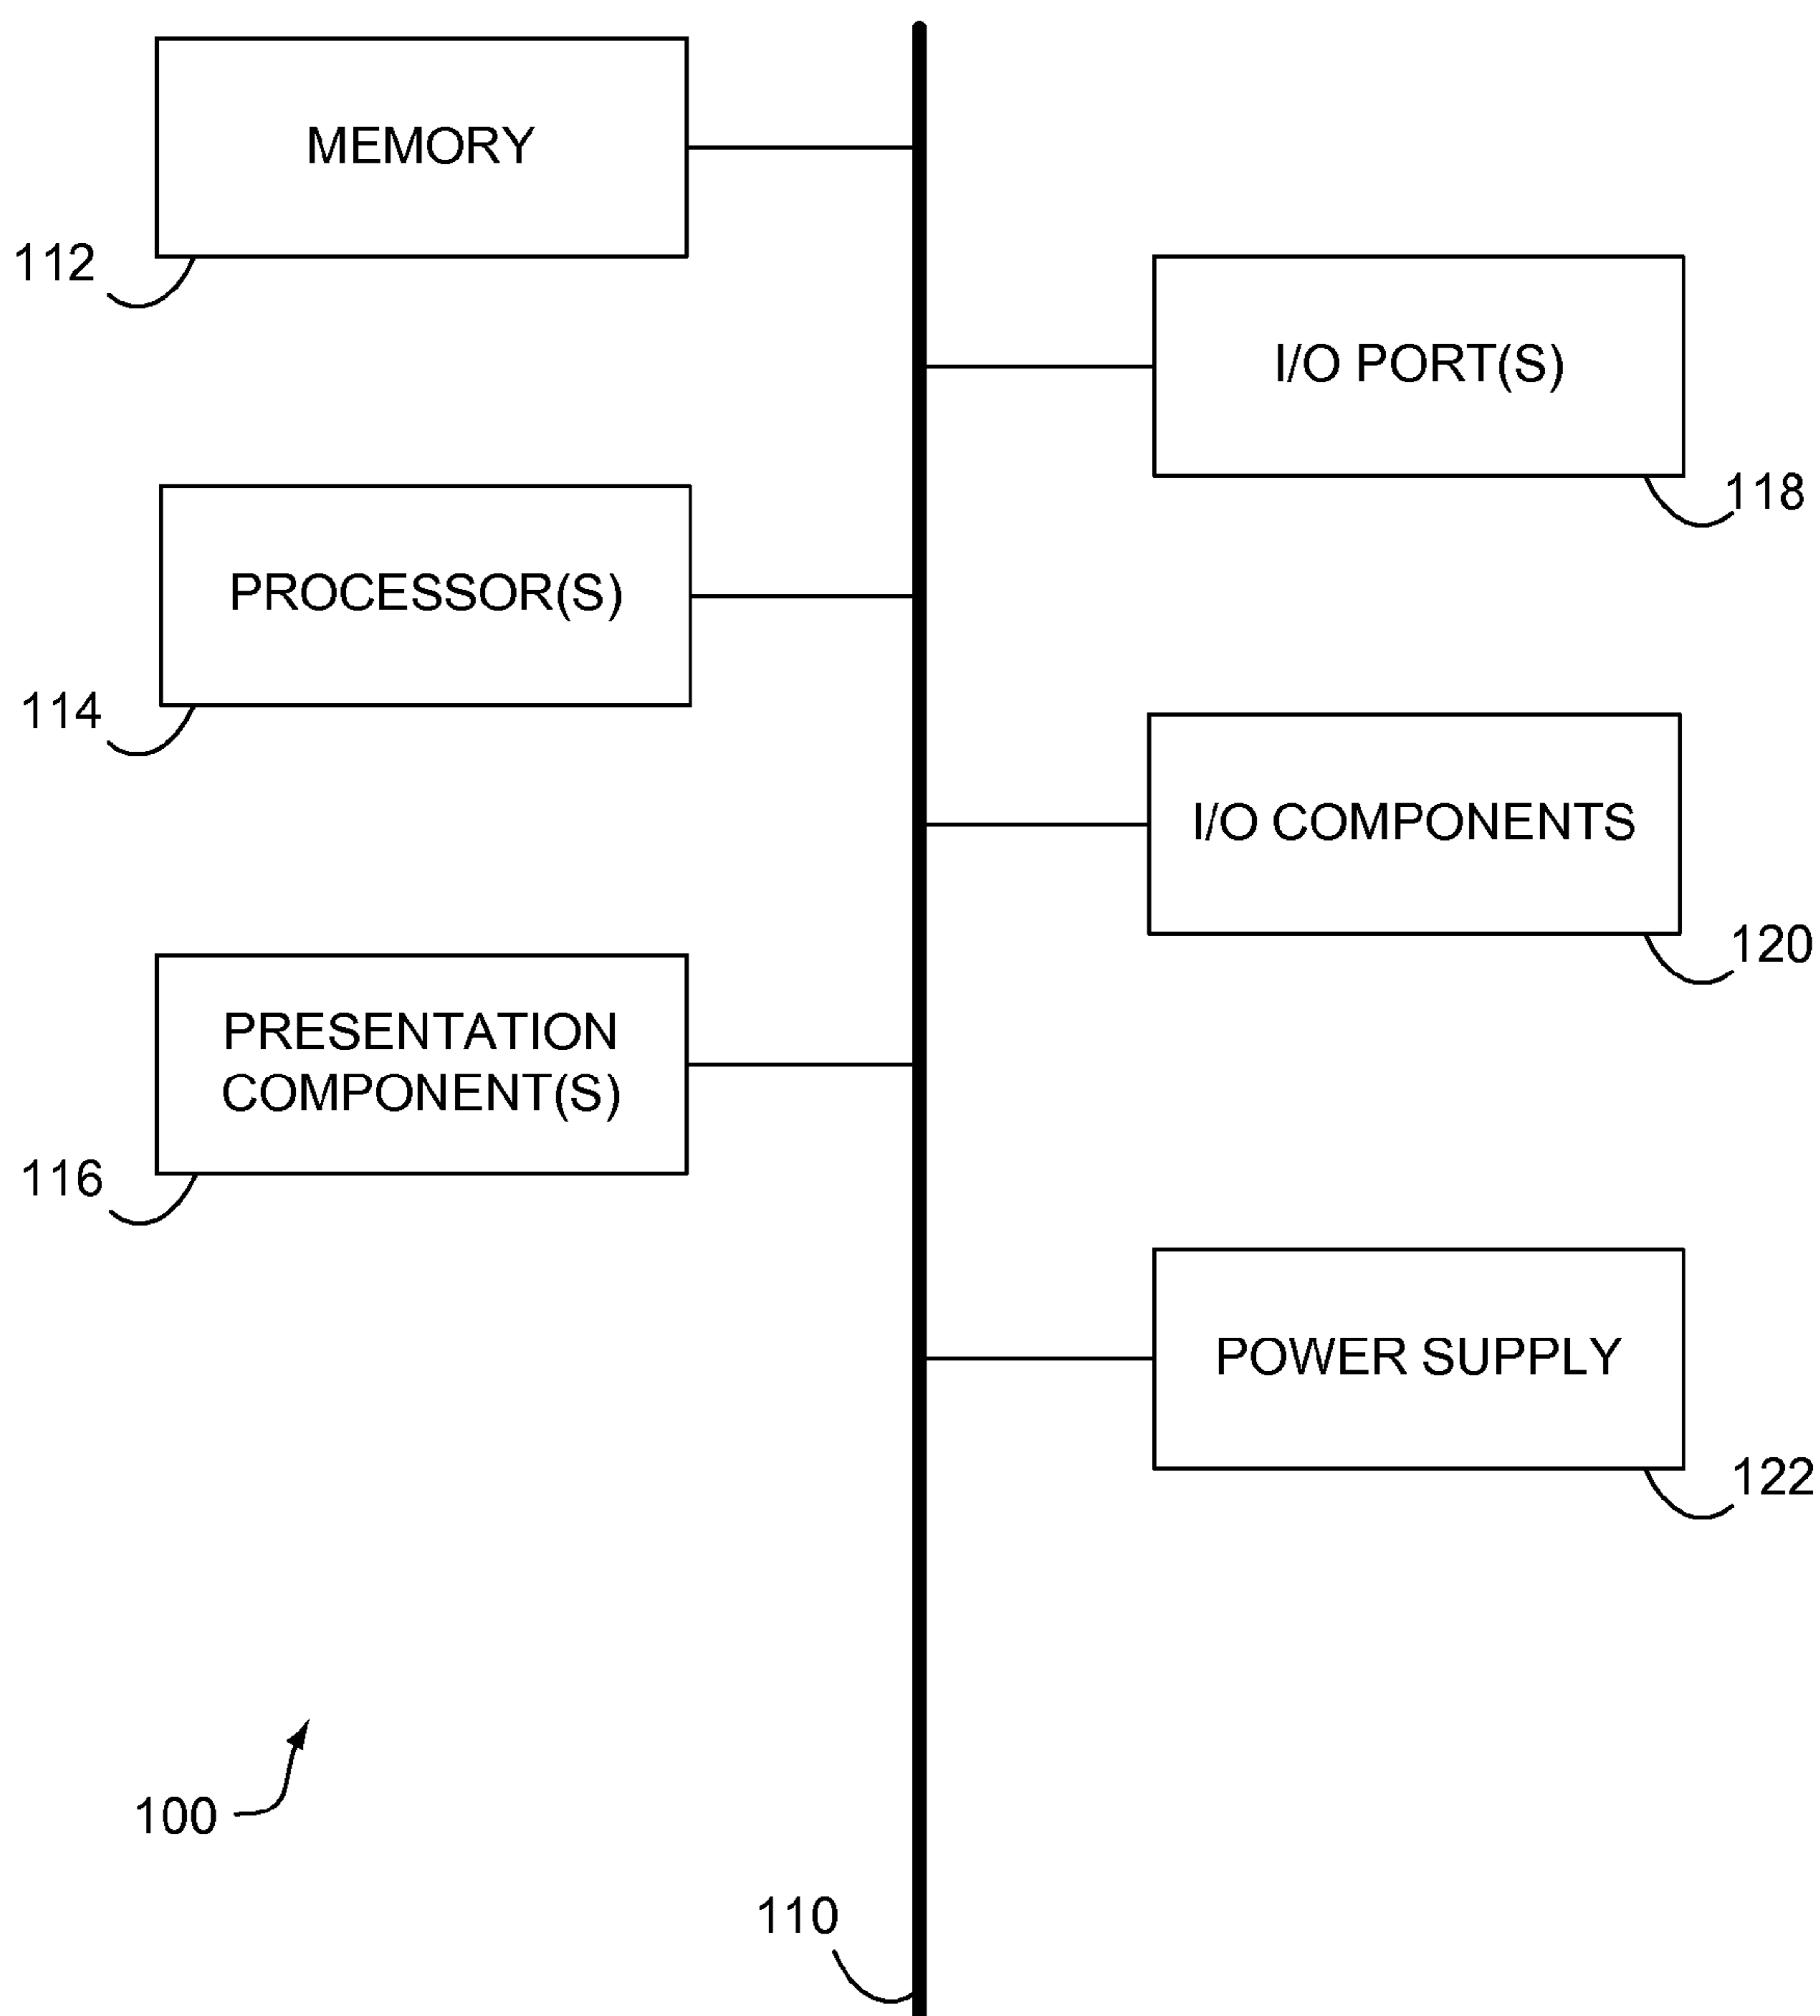 MEMORY
112
I/O PORT(S)
118
PROCESSOR(S)
114
I/O COMPONENTS
120
PRESENTATION
COMPONENT(S)
116
POWER SUPPLY
122
100
110